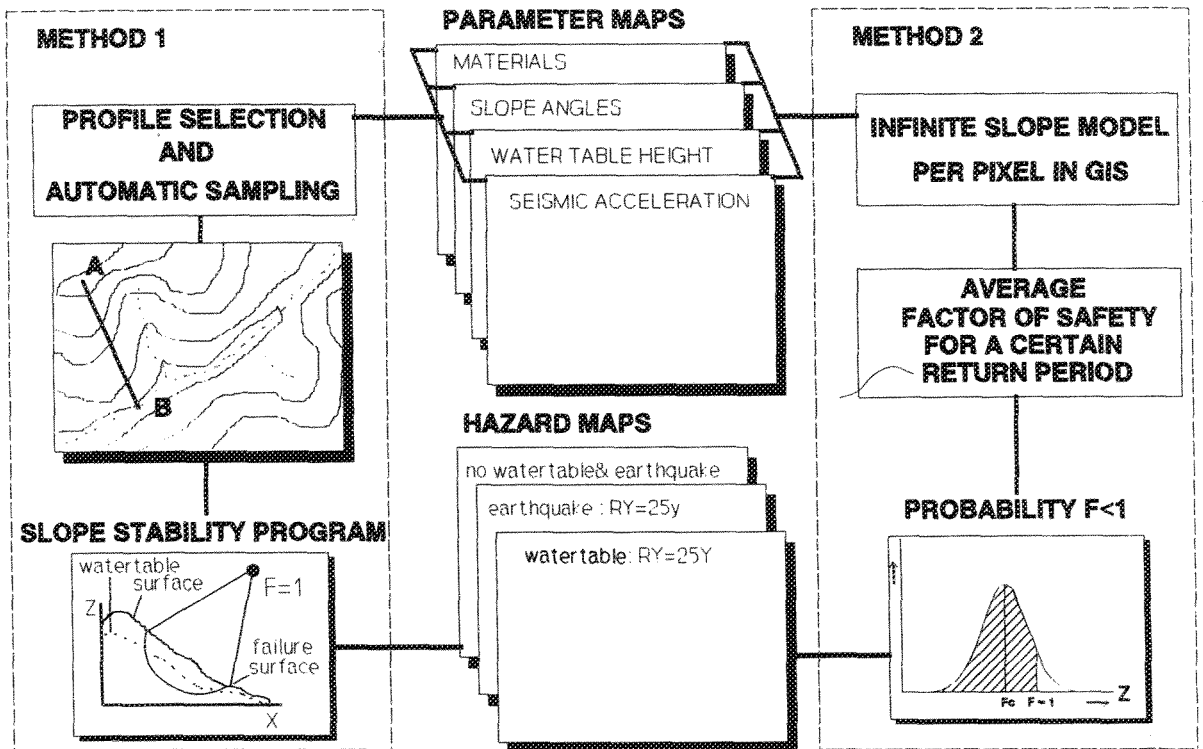 METHOD 1
PROFILE SELECTION
AND
AUTOMATIC SAMPLING
A
B
SLOPE STABILITY PROGRAM
watertable
surface
F=1
Z
failure
surface
X
PARAMETER MAPS
MATERIALS
SLOPE ANGLES
WATER TABLE HEIGHT
SEISMIC ACCELERATION
HAZARD MAPS
no watertable& earthquake
earthquake : RY=25y
watertable: RY=25Y
METHOD 2
INFINITE SLOPE MODEL
PER PIXEL IN GIS
AVERAGE
FACTOR OF SAFETY
FOR A CERTAIN
RETURN PERIOD
PROBABILITY F<1
Fc F=1
Z